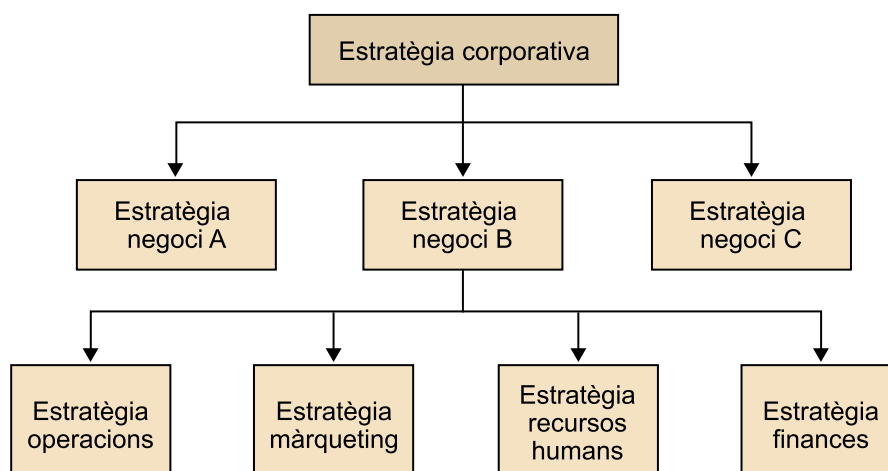 Estratègia corporativa
Estratègia
negoci A
Estratègia
negoci B
Estratègia
negoci C
Estratègia
operacions
Estratègia
màrqueting
Estratègia
recursos
humans
Estratègia
finances